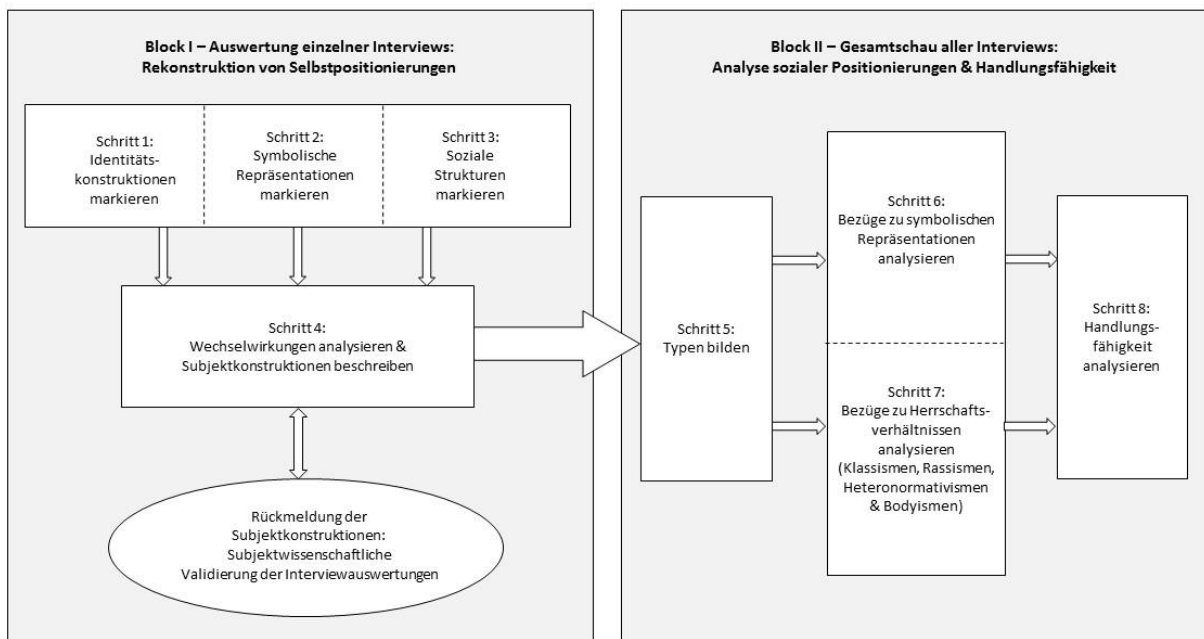 Block I – Auswertung einzelner Interviews:
Rekonstruktion von Selbstpositionierungen
Schritt 1:
Identitäts-
konstruktionen
markieren
Schritt 2:
Symbolische
Repräsentationen
markieren
Schritt 3:
Soziale
Strukturen
markieren
Schritt 4:
Wechselwirkungen analysieren &
Subjektkonstruktionen beschreiben
Rückmeldung der
Subjektkonstruktionen:
Subjektwissenschaftliche
Validierung der Interviewauswertungen
Block II – Gesamtschau aller Interviews:
Analyse sozialer Positionierungen & Handlungsfähigkeit
Schritt 5:
Typen bilden
Schritt 6:
Bezüge zu symbolischen
Repräsentationen
analysieren
Schritt 7:
Bezüge zu Herrschafts-
verhältnissen
analysieren
(Klassismen, Rassismen,
Heteronormativismen
& Bodyismen)
Schritt 8:
Handlungs-
fähigkeit
analysieren